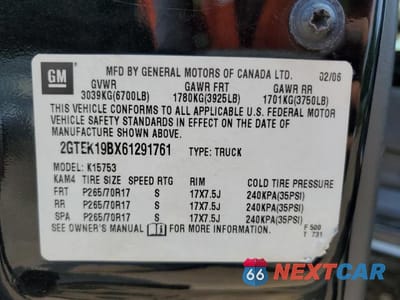 GM
MFD BY GENERAL MOTORS OF CANADA LTD. 02/06
GVWR GAWR FRT GAWR RR
3039KG(6700LB) 1780KG(3925LB) 1701KG(3750LB)
THIS VEHICLE CONFORMS TO ALL APPLICABLE U.S. FEDERAL MOTOR
VEHICLE SAFETY STANDARDS IN EFFECT ON THE DATE OF
MANUFACTURE SHOWN ABOVE.
2GTEK19BX61291761 TYPE: TRUCK
MODEL: K15753
KAM4 TIRE SIZE SPEED RTG RIM COLD TIRE PRESSURE
FRT P265/70R17 S 17X7.5J 240KPA(35PSI)
RR P265/70R17 S 17X7.5J 240KPA(35PSI)
SPA P265/70R17 S 17X7.5J 240KPA(35PSI)
SEE OWNER'S MANUAL FOR MORE INFORMATION.
F 500
T 731
66 NEXTCAR